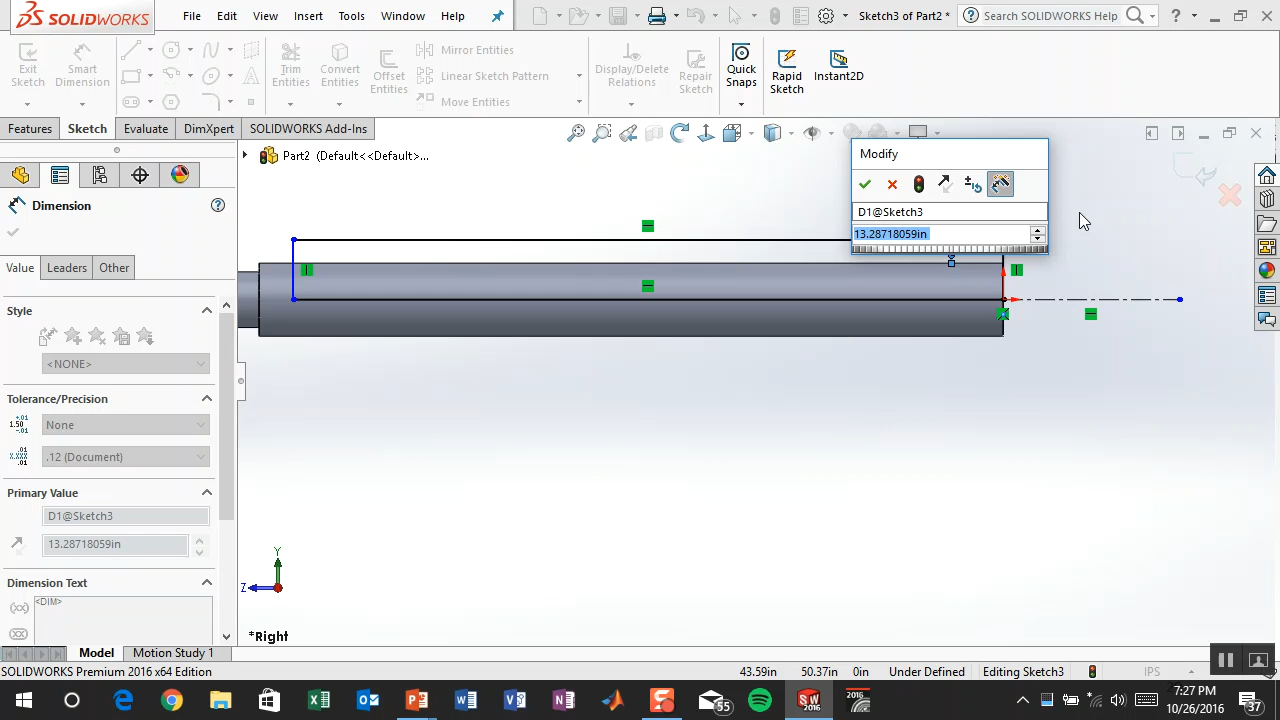 SOLIDWORKS
File Edit View Insert Tools Window Help
Sketch3 of Part2 *
Search SOLIDWORKS Help
Exit Sketch
Smart Dimension
Trim Entities
Convert Entities
Offset Entities
Mirror Entities
Linear Sketch Pattern
Move Entities
Display/Delete Relations
Repair Sketch
Quick Snaps
Rapid Sketch
Instant2D
Features Sketch Evaluate DimXpert SOLIDWORKS Add-Ins
Part2 (Default<<Default>...
Modify
D1@Sketch3
13.28718059in
Dimension
Value Leaders Other
Style
<NONE>
Tolerance/Precision
None
.12 (Document)
Primary Value
D1@Sketch3
13.28718059in
Dimension Text
<DIM>
Y
Z
*Right
Model Motion Study 1
SOLIDWORKS Premium 2016 x64 Edition
43.59in 50.37in 0in Under Defined Editing Sketch3 IPS
55
SW
2016
2016
7:27 PM
10/26/2016
37